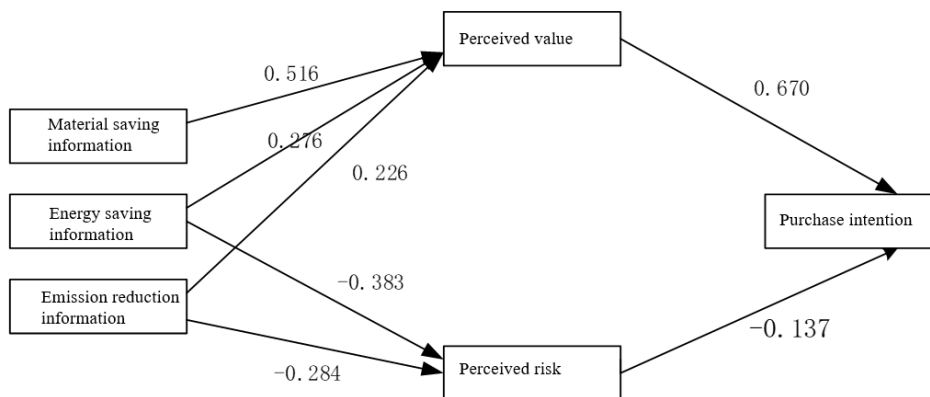 Perceived value
0.516
0.670
Material saving
information
0.276
0.226
Energy saving
information
Purchase intention
-0.383
Emission reduction
information
-0.137
-0.284
Perceived risk